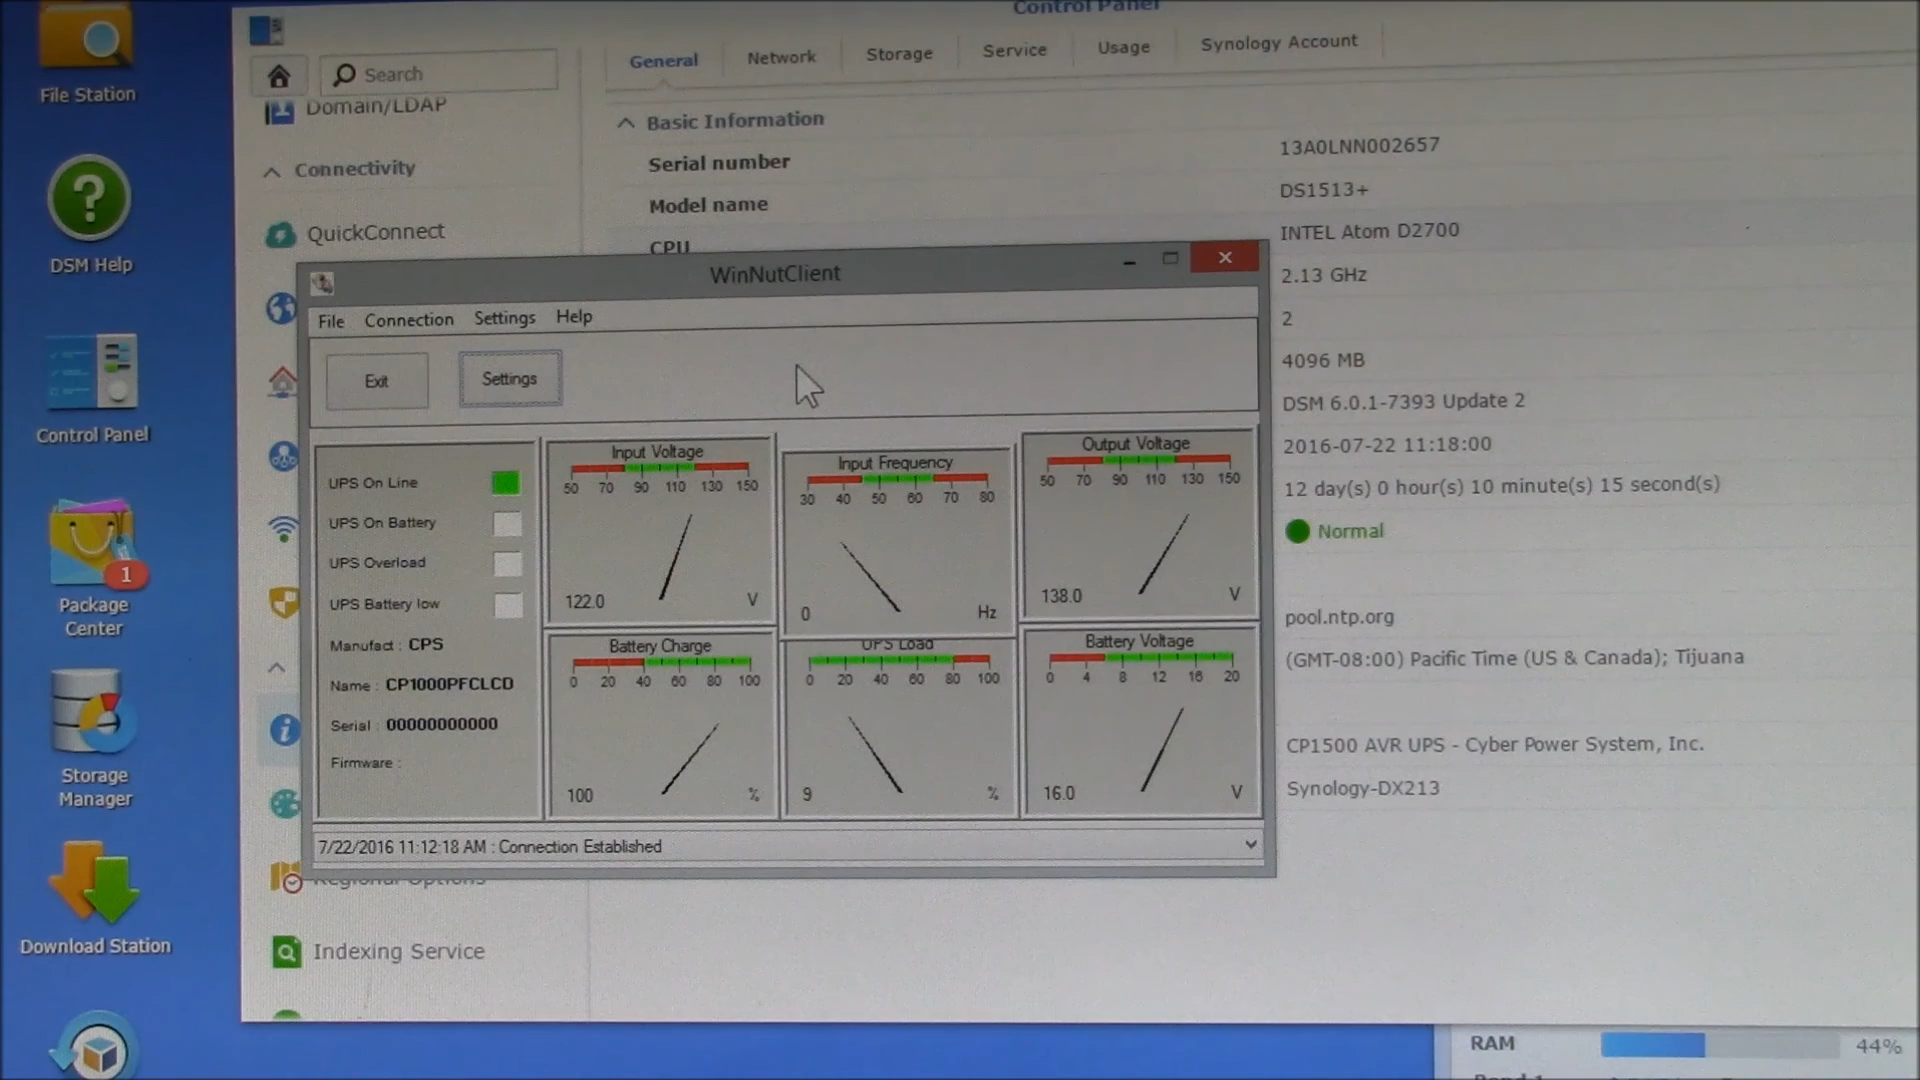 Control Panel
File Station
DSM Help
Control Panel
1
Package
Center
Storage
Manager
Download Station
Search
Domain/LDAP
Connectivity
QuickConnect
Regional Options
Indexing Service
General
Network
Storage
Service
Usage
Synology Account
Basic Information
Serial number
13A0LNN002657
Model name
DS1513+
CPU
INTEL Atom D2700
2.13 GHz
2
4096 MB
DSM 6.0.1-7393 Update 2
2016-07-22 11:18:00
12 day(s) 0 hour(s) 10 minute(s) 15 second(s)
Normal
pool.ntp.org
(GMT-08:00) Pacific Time (US & Canada); Tijuana
CP1500 AVR UPS - Cyber Power System, Inc.
Synology-DX213
WinNutClient
File Connection Settings Help
Exit
Settings
UPS On Line
UPS On Battery
UPS Overload
UPS Battery low
Manufact : CPS
Name : CP1000PFCLCD
Serial : 00000000000
Firmware :
Input Voltage
50 70 90 110 130 150
122.0 V
Input Frequency
30 40 50 60 70 80
0 Hz
Output Voltage
50 70 90 110 130 150
138.0 V
Battery Charge
0 20 40 60 80 100
100 %
UPS Load
0 20 40 60 80 100
9 %
Battery Voltage
0 4 8 12 16 20
16.0 V
7/22/2016 11:12:18 AM : Connection Established
RAM
44%